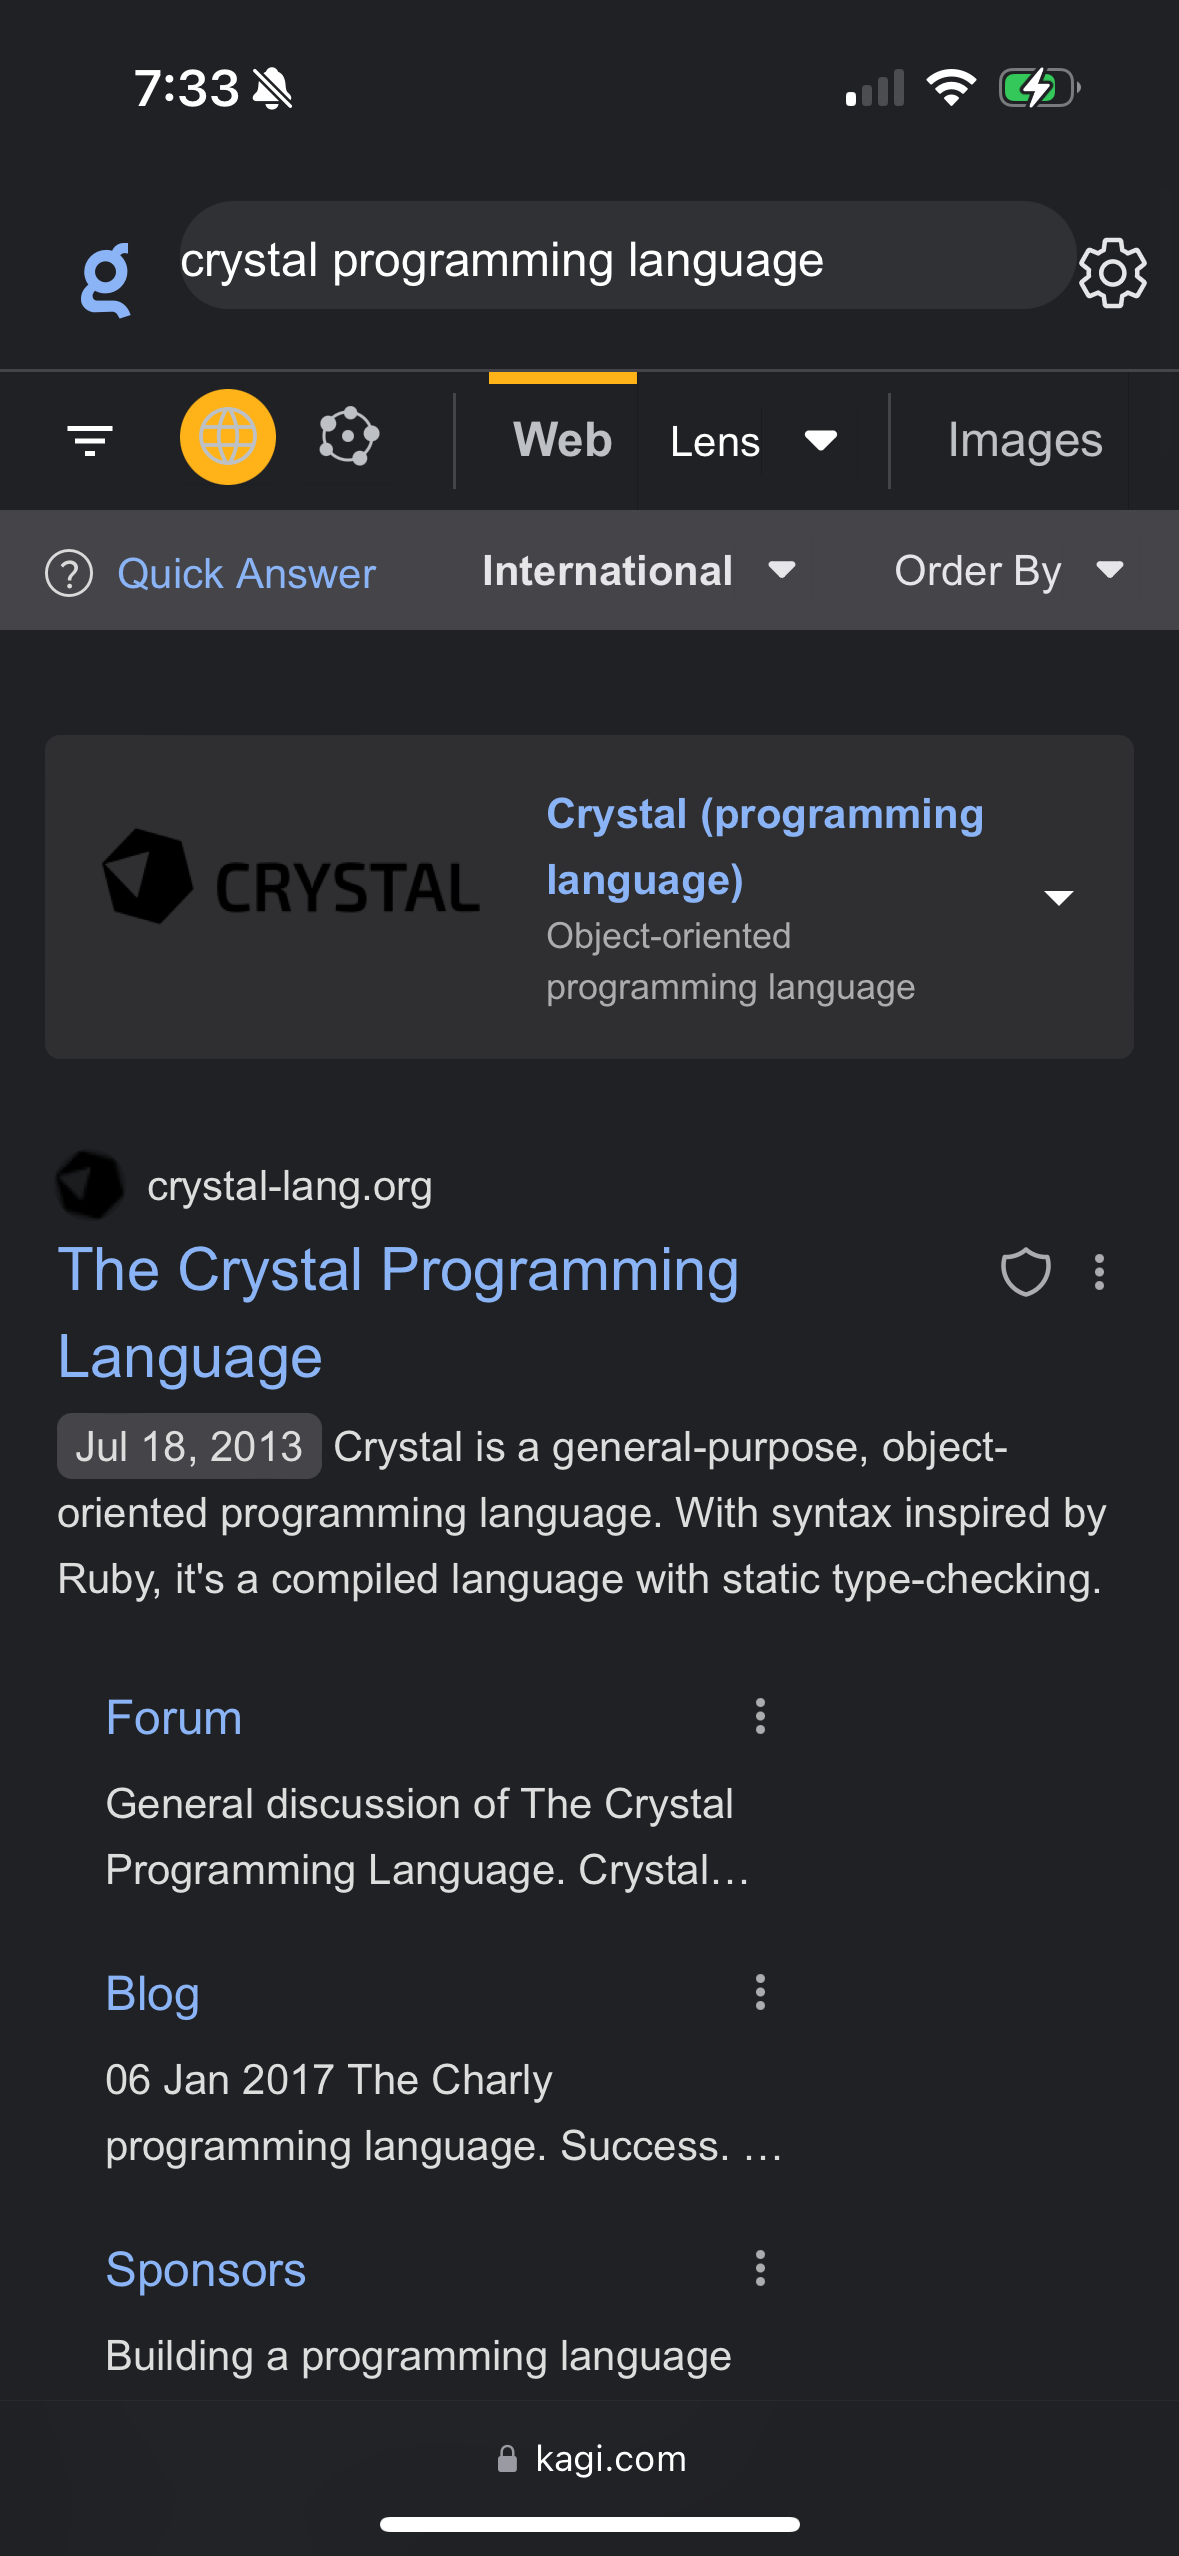 7:33
crystal programming language
Web
Lens
Images
Quick Answer
International
Order By
CRYSTAL
Crystal (programming
language)
Object-oriented
programming language
crystal-lang.org
The Crystal Programming
Language
Jul 18, 2013 Crystal is a general-purpose, object-
oriented programming language. With syntax inspired by
Ruby, it's a compiled language with static type-checking.
Forum
General discussion of The Crystal
Programming Language. Crystal…
Blog
06 Jan 2017 The Charly
programming language. Success. …
Sponsors
Building a programming language
kagi.com